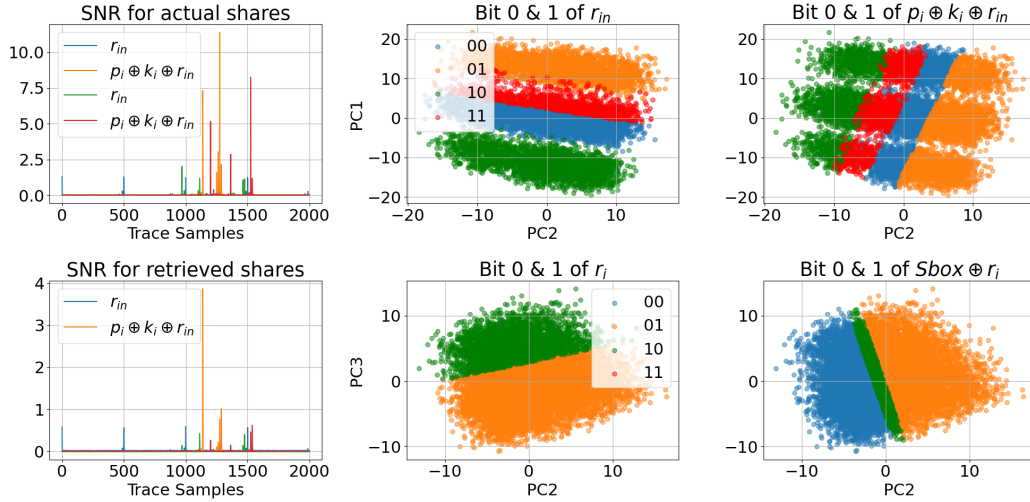 SNR for actual shares
10.0
7.5
5.0
2.5
0.0
r_in
p_i ⊕ k_i ⊕ r_in
r_in
p_i ⊕ k_i ⊕ r_in
0 500 1000 1500 2000
Trace Samples
Bit 0 & 1 of r_in
PC1
20
10
0
−10
−20
00
01
10
11
−20 −10 0 10
PC2
Bit 0 & 1 of p_i ⊕ k_i ⊕ r_in
20
10
0
−10
−20
−20 −10 0 10
PC2
SNR for retrieved shares
4
3
2
1
0
r_in
p_i ⊕ k_i ⊕ r_in
0 500 1000 1500 2000
Trace Samples
Bit 0 & 1 of r_i
PC3
10
0
−10
00
01
10
11
−10 0 10
PC2
Bit 0 & 1 of Sbox ⊕ r_i
10
0
−10
−10 0 10
PC2